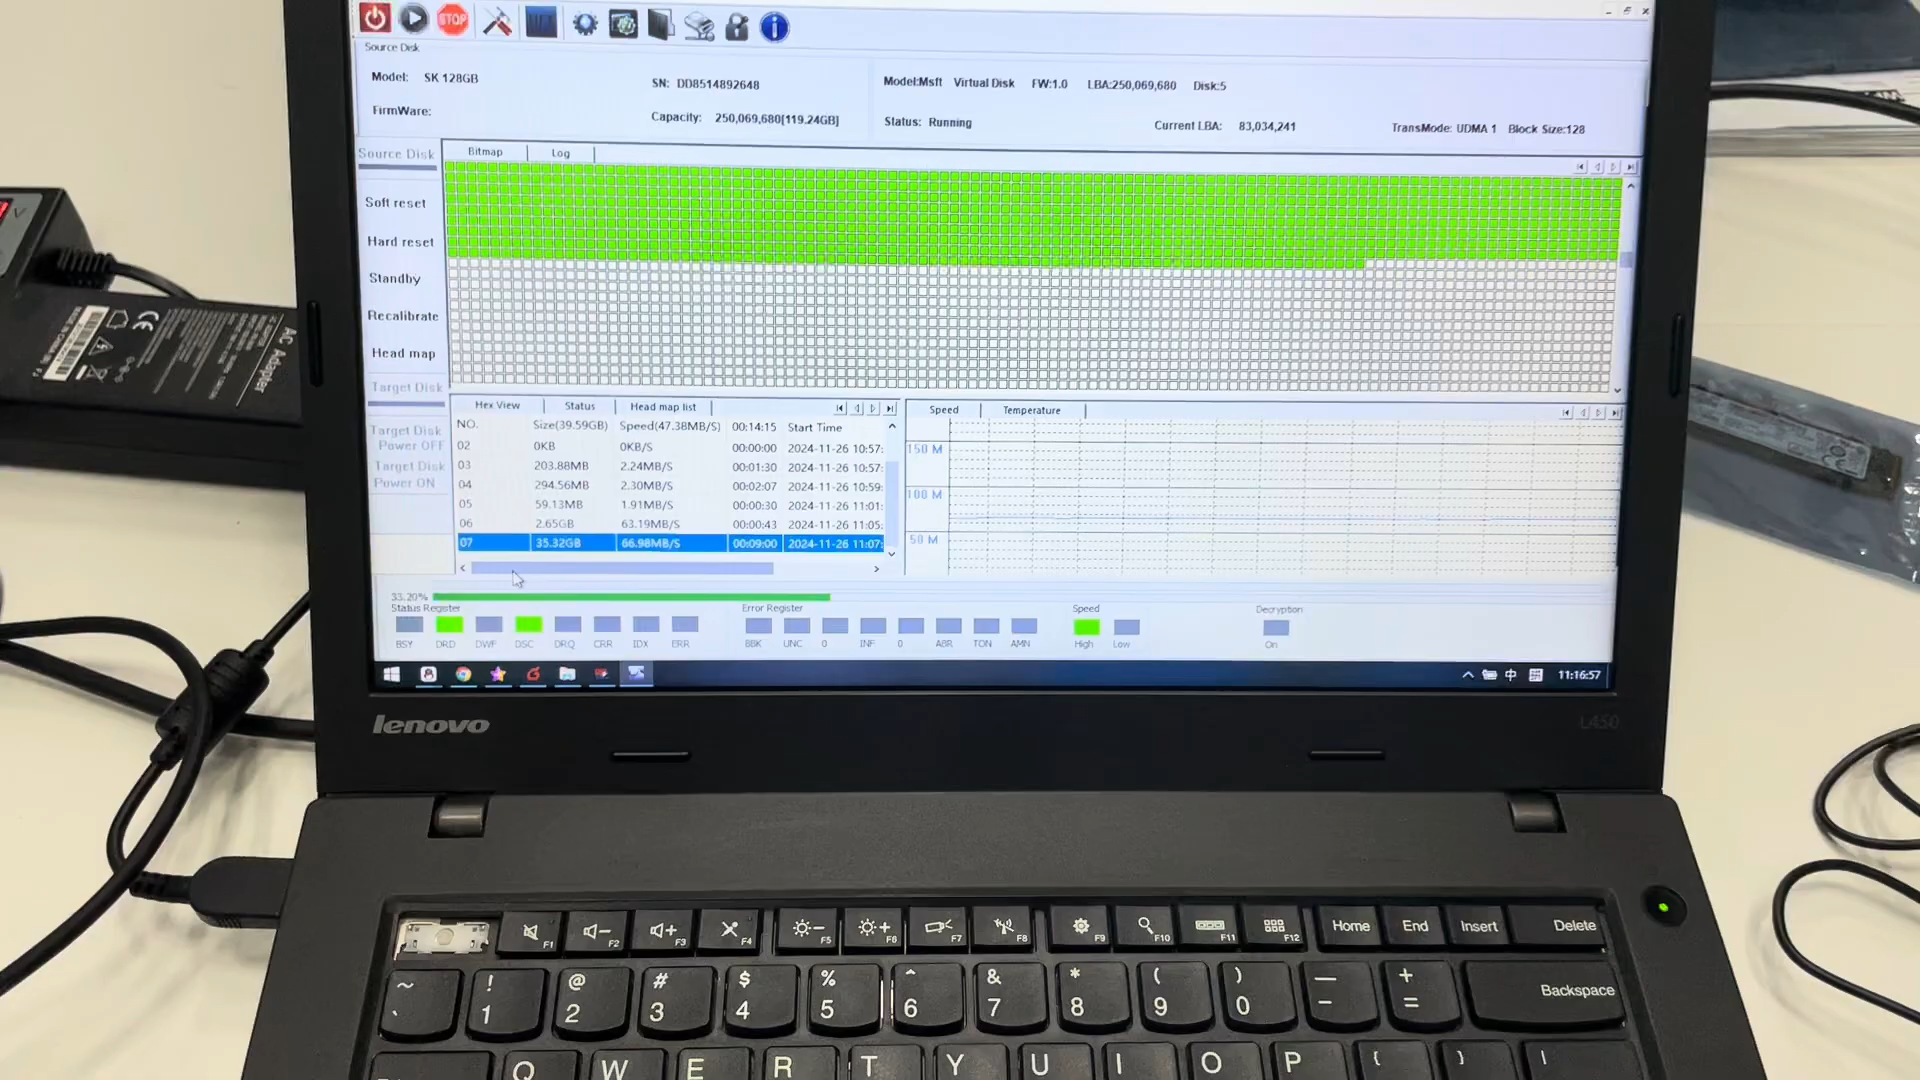 STOP
HEX
i
Source Disk
Model: SK 128GB
SN: DD8514892648
Model:Msft Virtual Disk FW:1.0 LBA:250,069,680 Disk:5
FirmWare:
Capacity: 250,069,680[119.24GB]
Status: Running
Current LBA: 83,034,241
TransMode: UDMA 1 Block Size:128
Source Disk
Bitmap
Log
Soft reset
Hard reset
Standby
Recalibrate
Head map
Target Disk
Target Disk
Power OFF
Target Disk
Power ON
Hex View
Status
Head map list
NO. Size(39.59GB) Speed(47.38MB/S) 00:14:15 Start Time
02 0KB 0KB/S 00:00:00 2024-11-26 10:57:
03 203.88MB 2.24MB/S 00:01:30 2024-11-26 10:57:
04 294.56MB 2.30MB/S 00:02:07 2024-11-26 10:59:
05 59.13MB 1.91MB/S 00:00:30 2024-11-26 11:01:
06 2.65GB 63.19MB/S 00:00:43 2024-11-26 11:05:
07 35.32GB 66.98MB/S 00:09:00 2024-11-26 11:07:
Speed
Temperature
150 M
100 M
50 M
33.20%
Status Register
Error Register
Speed
Decryption
BSY DRD DWF DSC DRQ CRR IDX ERR
BBK UNC 0 INF 0 ABR TON AMN
High Low
On
中
11:16:57
lenovo
L450
AC Adapter
CE
F1 F2 F3 F4 F5 F6 F7 F8 F9 F10 F11 F12 Home End Insert Delete
~ ! @ # $ % ^ & * ( ) — +
` 1 2 3 4 5 6 7 8 9 0 - = Backspace
Q W E R T Y U I O P { } |